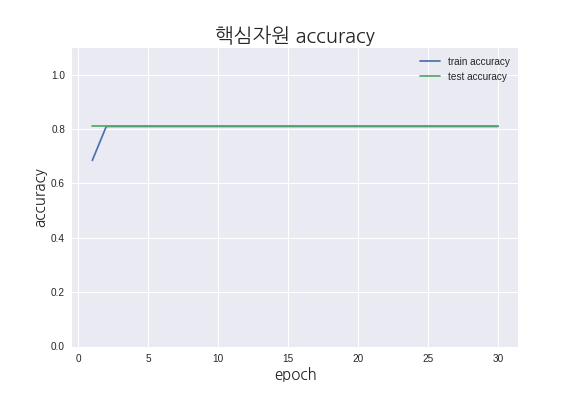 핵심자원 accuracy
train accuracy
test accuracy
1.0
0.8
0.6
0.4
0.2
0.0
accuracy
0 5 10 15 20 25 30
epoch